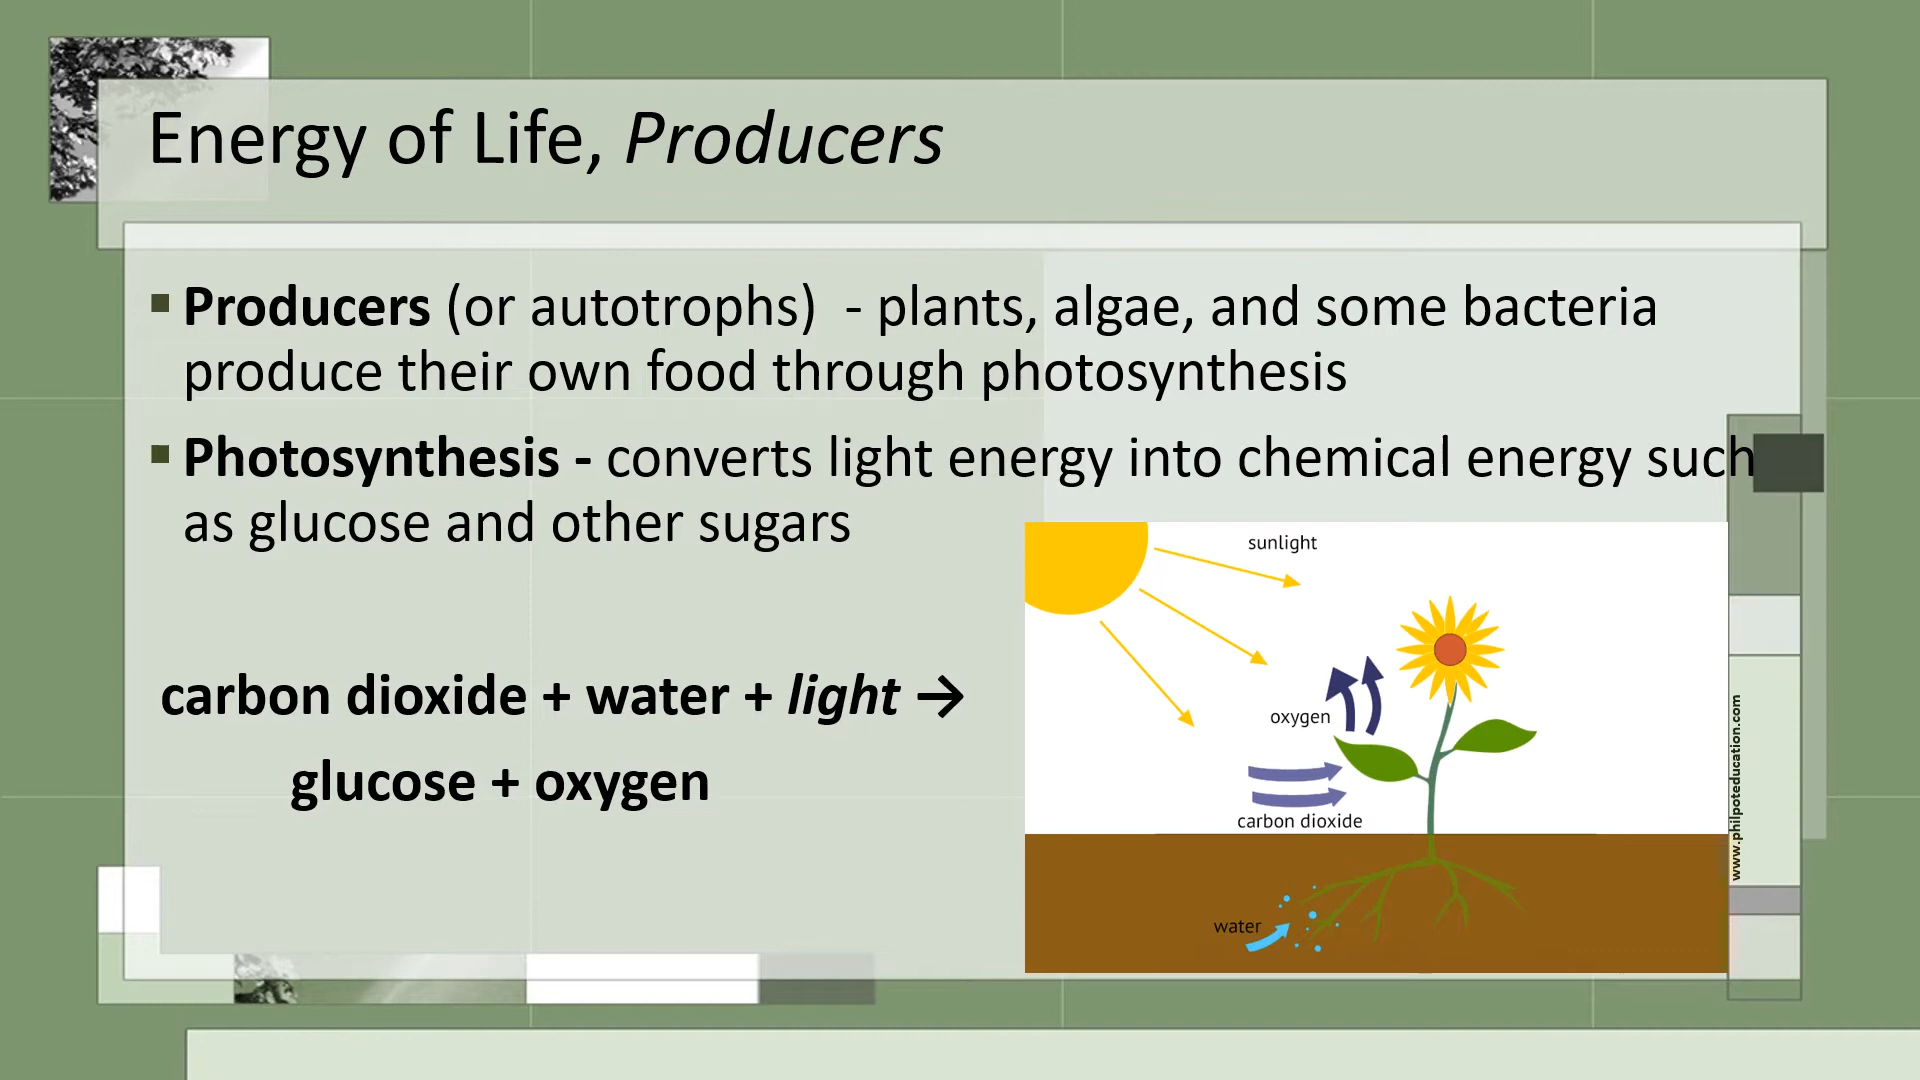 Energy of Life, Producers
Producers (or autotrophs)  - plants, algae, and some bacteria
produce their own food through photosynthesis
Photosynthesis - converts light energy into chemical energy such
as glucose and other sugars
carbon dioxide + water + light →
glucose + oxygen
sunlight
oxygen
carbon dioxide
water
www.philpoteducation.com